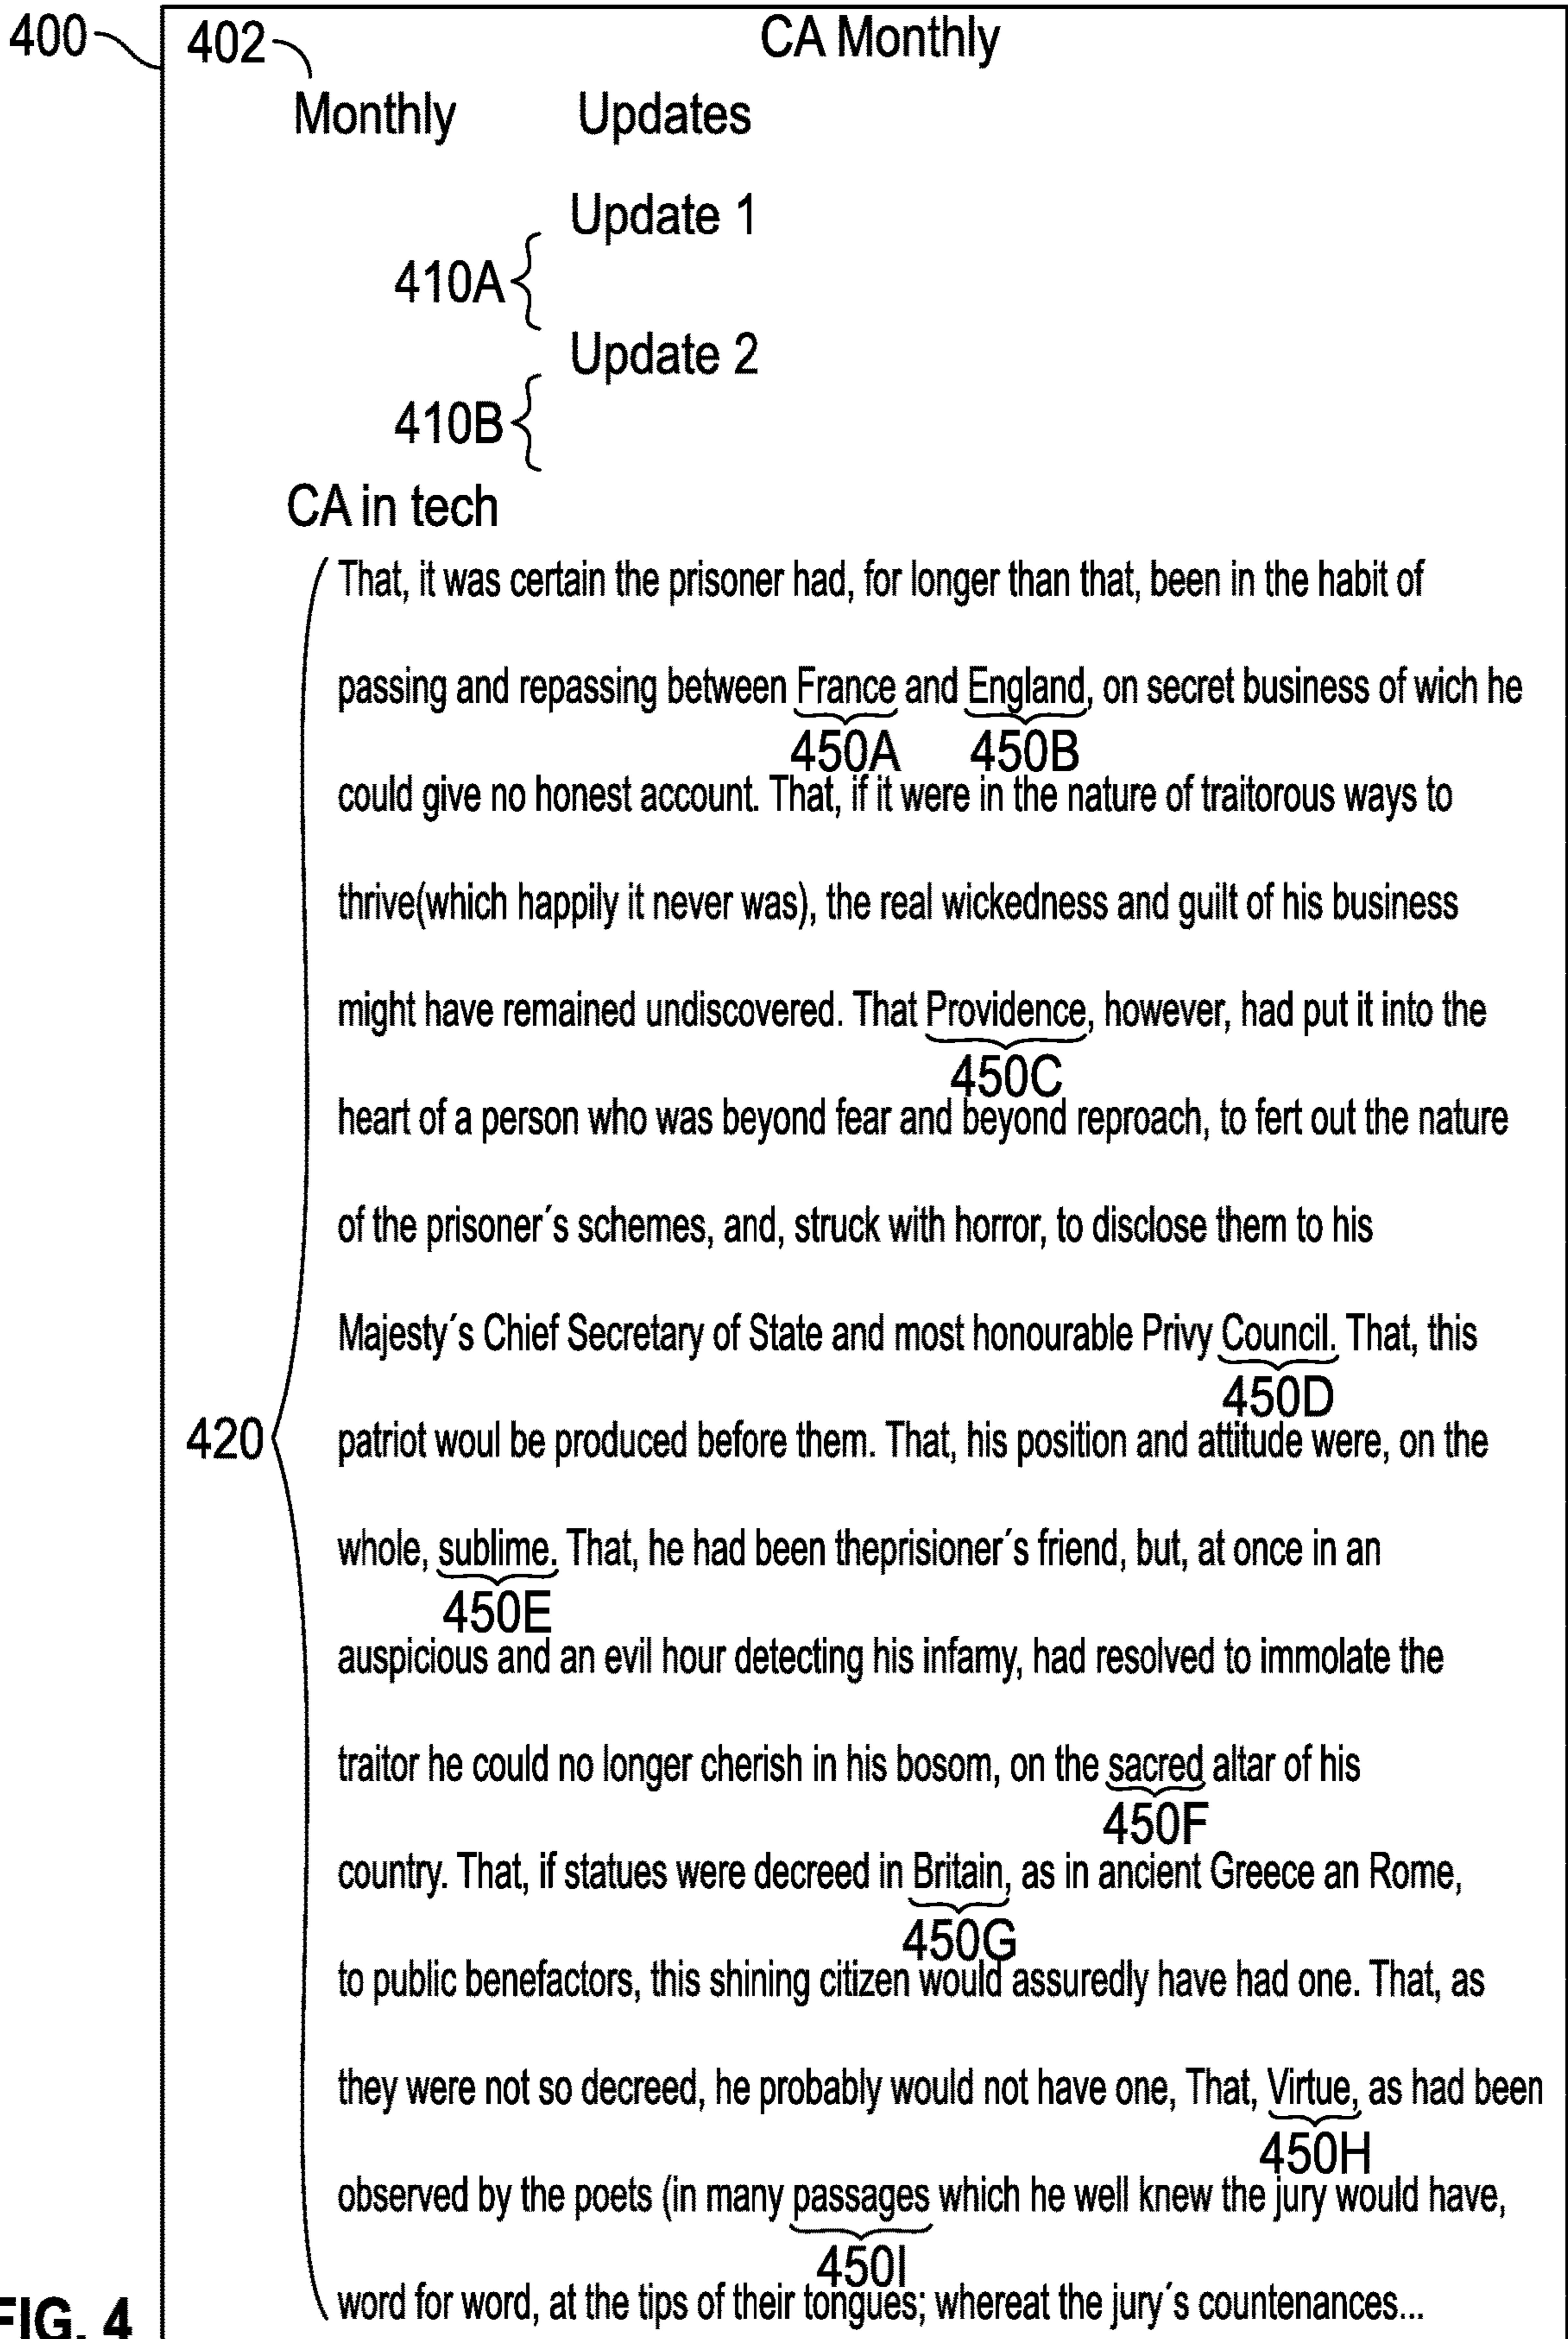 400 402 CA Monthly
Monthly Updates
Update 1
410A
Update 2
410B
CA in tech
That, it was certain the prisoner had, for longer than that, been in the habit of
passing and repassing between France and England, on secret business of wich he
450A 450B
could give no honest account. That, if it were in the nature of traitorous ways to
thrive(which happily it never was), the real wickedness and guilt of his business
might have remained undiscovered. That Providence, however, had put it into the
450C
heart of a person who was beyond fear and beyond reproach, to fert out the nature
of the prisoner´s schemes, and, struck with horror, to disclose them to his
Majesty´s Chief Secretary of State and most honourable Privy Council. That, this
450D
420 patriot woul be produced before them. That, his position and attitude were, on the
whole, sublime. That, he had been theprisioner´s friend, but, at once in an
450E
auspicious and an evil hour detecting his infamy, had resolved to immolate the
traitor he could no longer cherish in his bosom, on the sacred altar of his
450F
country. That, if statues were decreed in Britain, as in ancient Greece an Rome,
450G
to public benefactors, this shining citizen would assuredly have had one. That, as
they were not so decreed, he probably would not have one, That, Virtue, as had been
450H
observed by the poets (in many passages which he well knew the jury would have,
450I
word for word, at the tips of their tongues; whereat the jury´s countenances...
FIG. 4